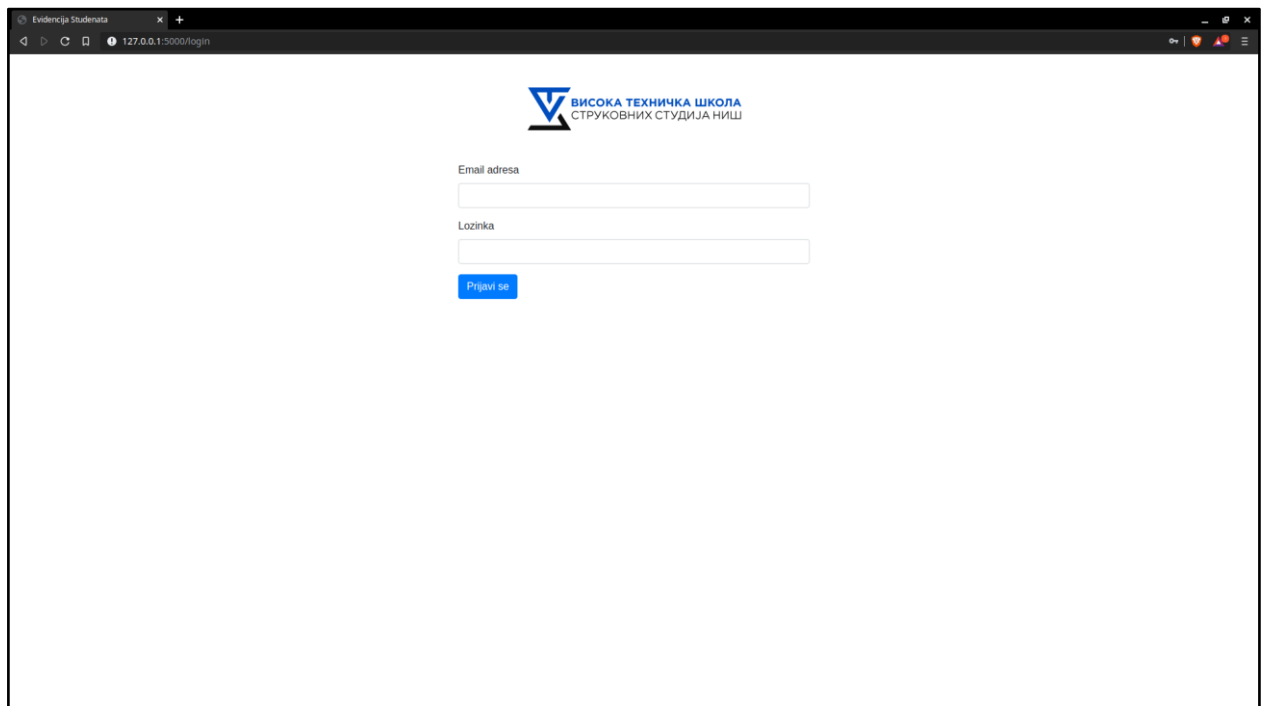 Evidencija Studenata
127.0.0.1:5000/login
ВИСОКА ТЕХНИЧКА ШКОЛА
СТРУКОВНИХ СТУДИЈА НИШ
Email adresa
Lozinka
Prijavi se